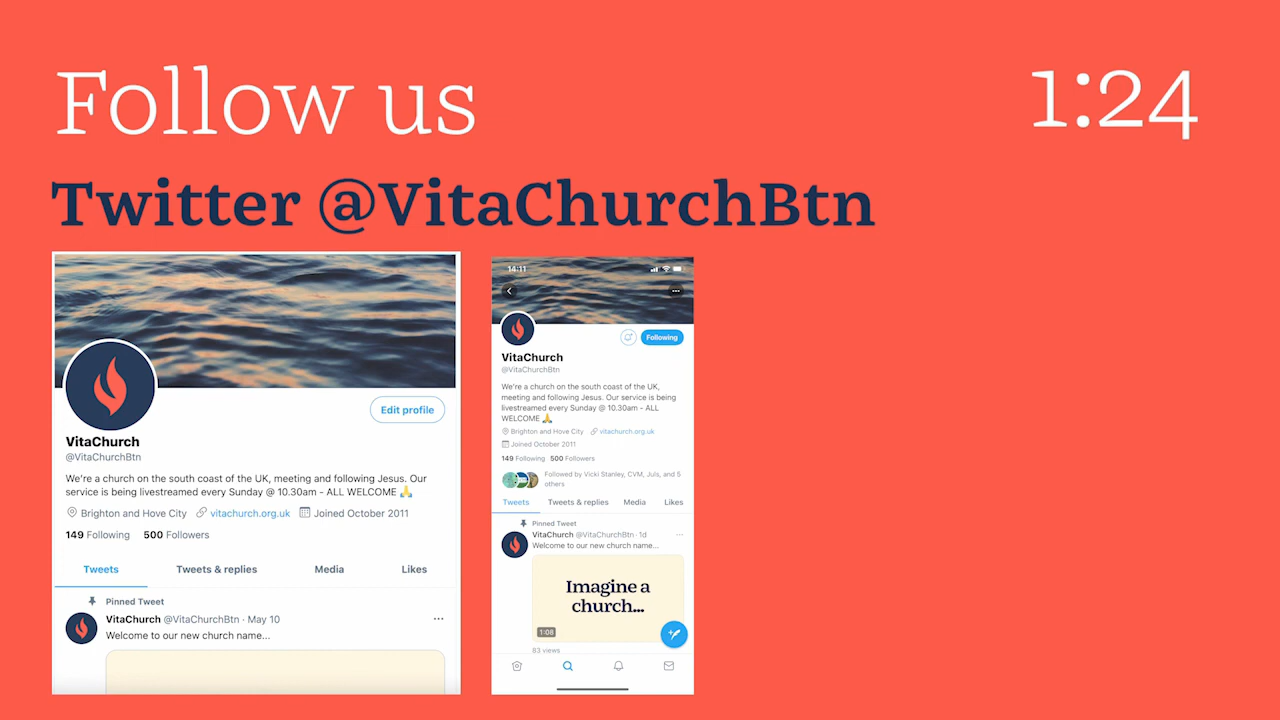 Follow us
1:24
Twitter @VitaChurchBtn
Edit profile
VitaChurch
@VitaChurchBtn
We're a church on the south coast of the UK, meeting and following Jesus. Our
service is being livestreamed every Sunday @ 10.30am - ALL WELCOME 🙏
Brighton and Hove City vitachurch.org.uk Joined October 2011
149 Following 500 Followers
Tweets Tweets & replies Media Likes
Pinned Tweet
VitaChurch @VitaChurchBtn · May 10
Welcome to our new church name...
14:11
Following
VitaChurch
@VitaChurchBtn
We're a church on the south coast of the UK,
meeting and following Jesus. Our service is being
livestreamed every Sunday @ 10.30am - ALL
WELCOME 🙏
Brighton and Hove City vitachurch.org.uk
Joined October 2011
149 Following 500 Followers
Followed by Vicki Stanley, CVM, Juls, and 5
others
Tweets Tweets & replies Media Likes
Pinned Tweet
VitaChurch @VitaChurchBtn · 1d
Welcome to our new church name...
Imagine a
church...
1:08
83 views